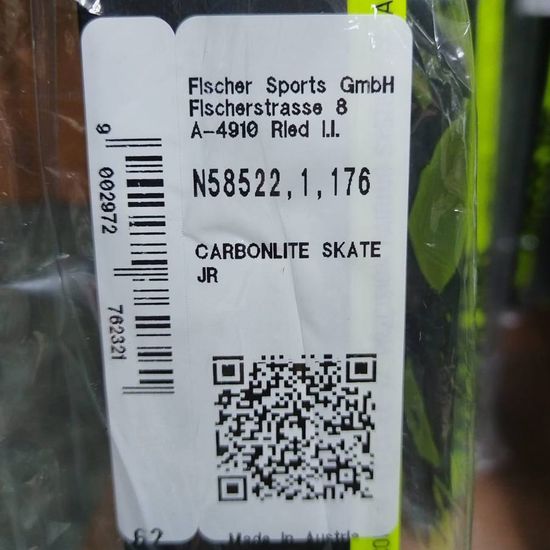 Fischer Sports GmbH
Fischerstrasse 8
A-4910 Ried I.I.
N58522,1,176
CARBONLITE SKATE
JR
9 002972 762321
62
Made In Austria